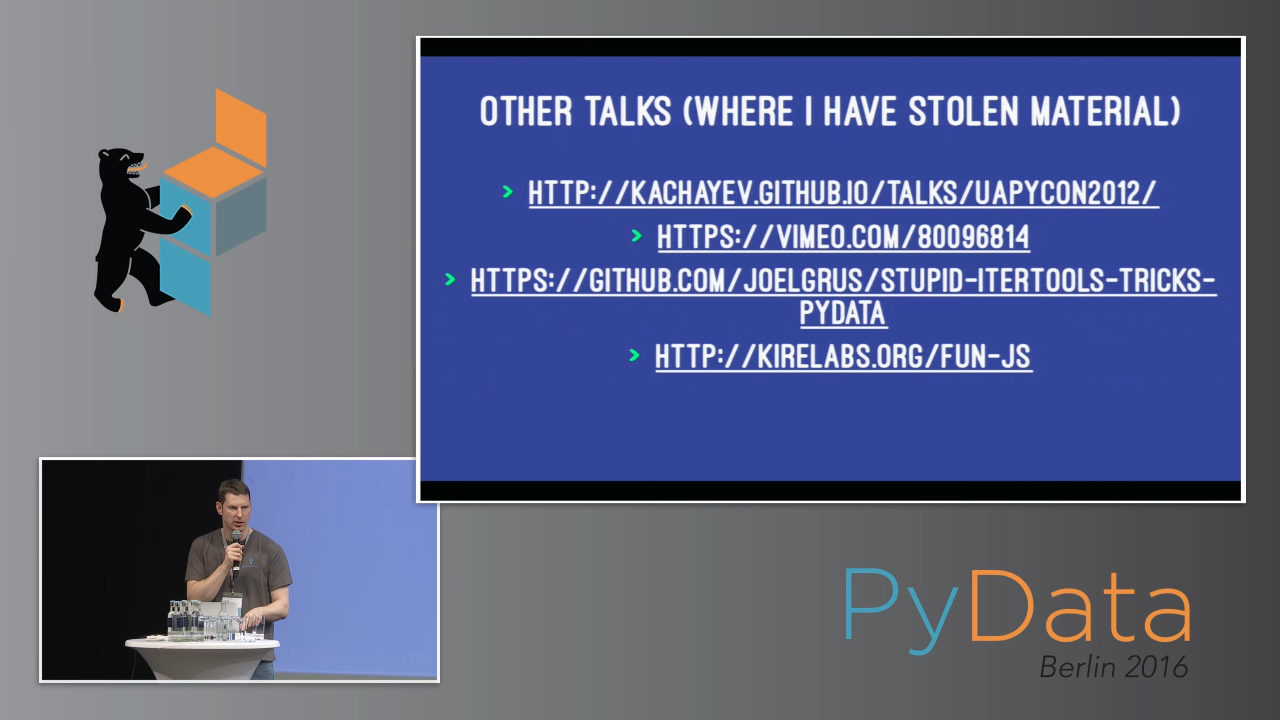 OTHER TALKS (WHERE I HAVE STOLEN MATERIAL)
> HTTP://KACHAYEV.GITHUB.IO/TALKS/UAPYCON2012/
> HTTPS://VIMEO.COM/80096814
> HTTPS://GITHUB.COM/JOELGRUS/STUPID-ITERTOOLS-TRICKS-
PYDATA
> HTTP://KIRELABS.ORG/FUN-JS
PyData
Berlin 2016